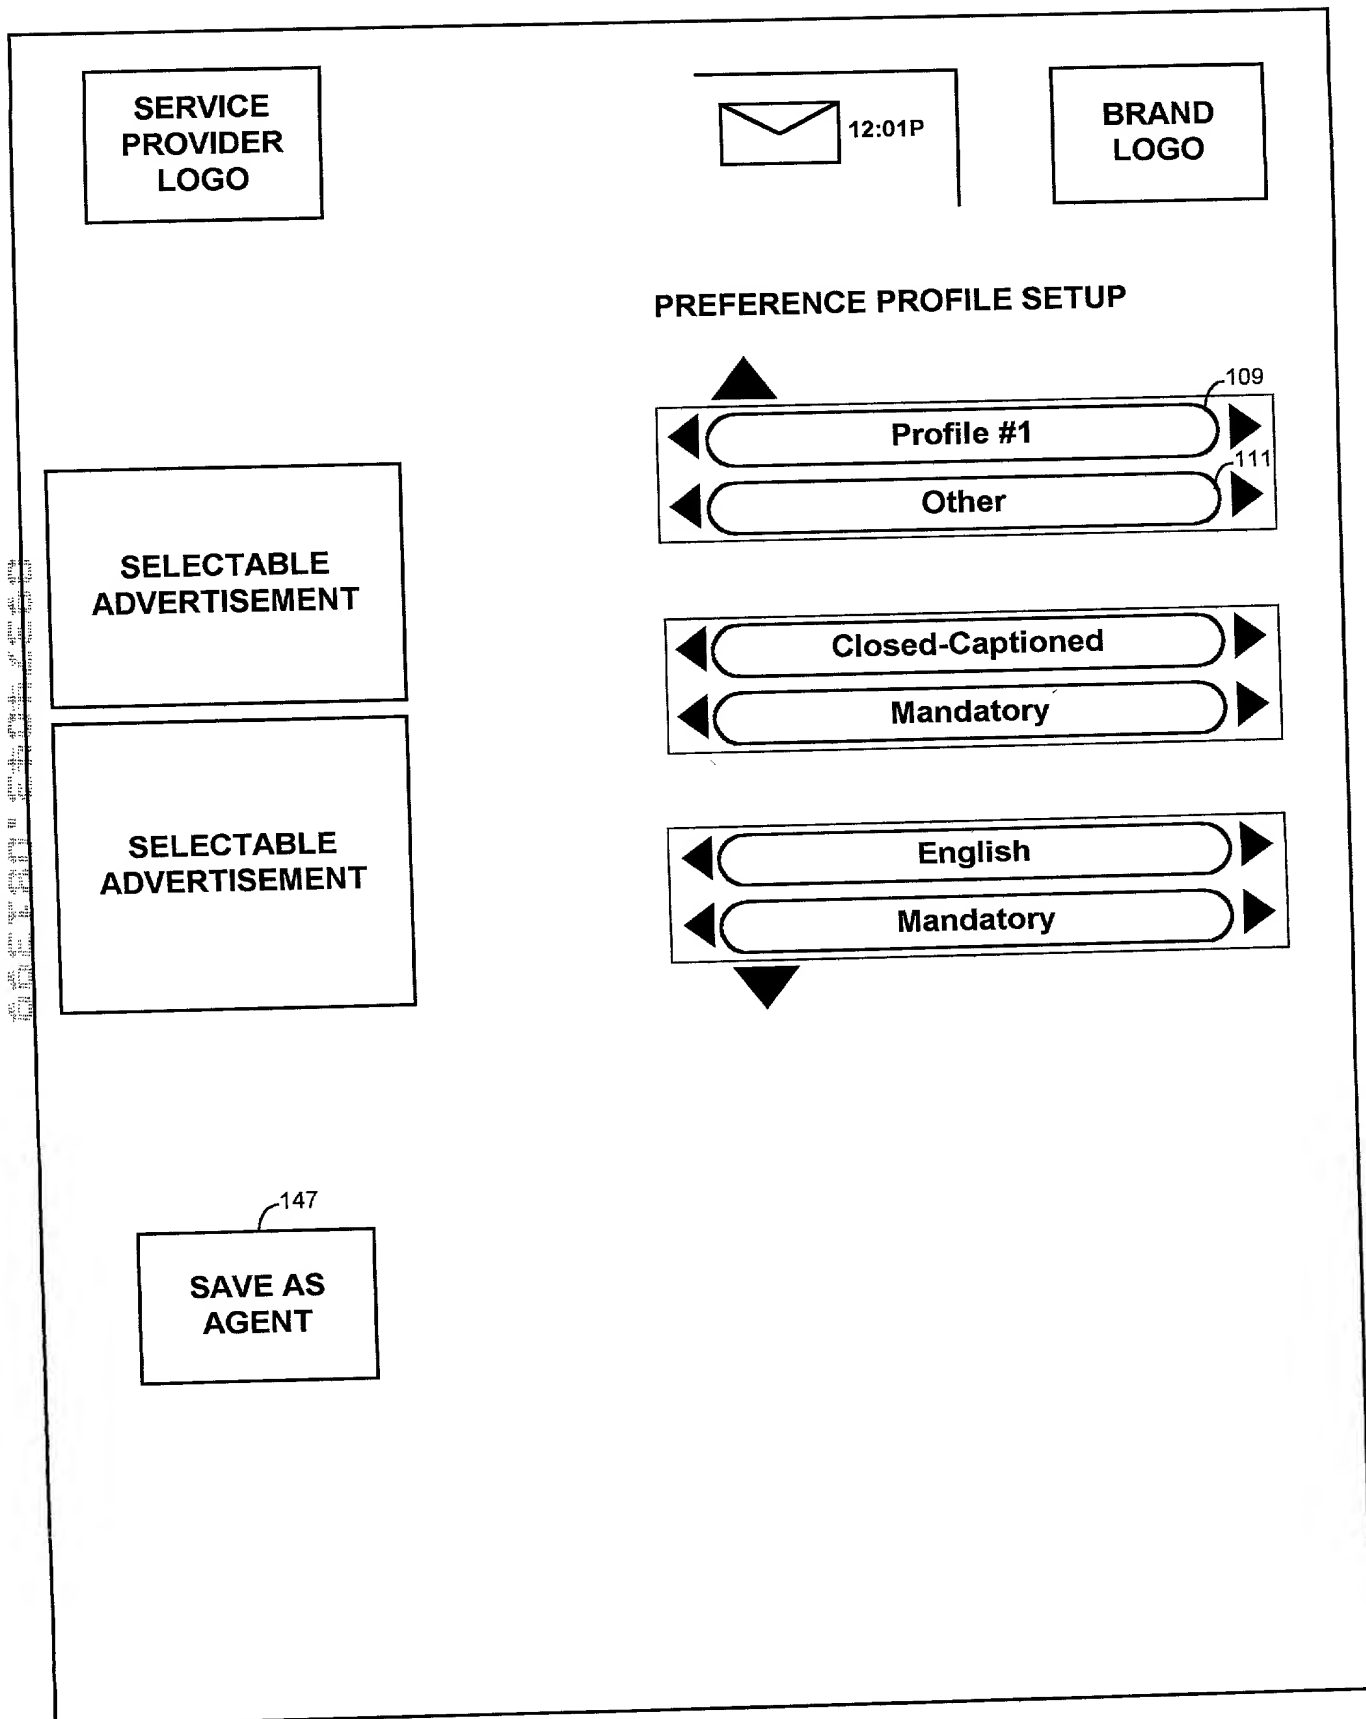 SERVICE
PROVIDER
LOGO
12:01P
BRAND
LOGO
PREFERENCE PROFILE SETUP
109
Profile #1
111
Other
SELECTABLE
ADVERTISEMENT
Closed-Captioned
Mandatory
SELECTABLE
ADVERTISEMENT
English
Mandatory
147
SAVE AS
AGENT